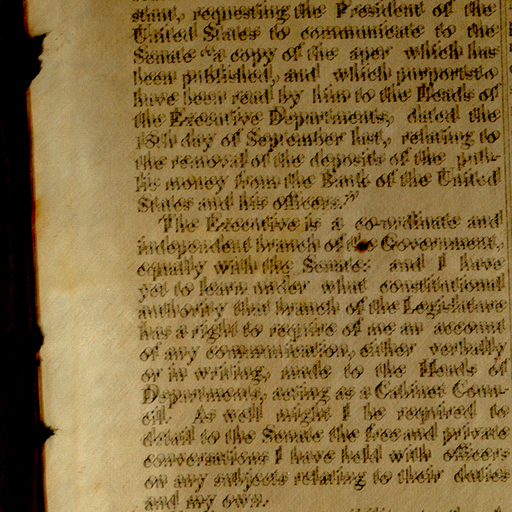 stant, requesting the President of the
United States to communicate to the
Senate "a copy of the aper which has
been published, and which purports to
have been read by him to the Heads of
the Executive Departments, dated the
18th day of September last, relating to
the removal of the deposits of the pub-
lic money from the Bank of the United
States and his officers."
The Executive is a co-ordinate and
independent branch of the Government,
equally with the Senate: and I have
yet to learn under what constitutional
authority that branch of the Legislature
has a right to require of me an account
of any communication, either verbally
or in writing, made to the Heads of
Departments, acting as a Cabinet Coun-
cil. As well might I be required to
detail to the Senate the free and private
conversations I have held with officers
on any subjects relating to their duties
and my own.